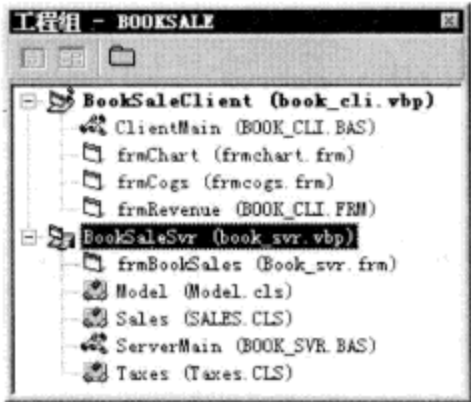 工程组 - BOOKSALE
BookSaleClient (book_cli.vbp)
ClientMain (BOOK_CLI.BAS)
frmChart (frmchart.frm)
frmCogs (frmcogs.frm)
frmRevenue (BOOK_CLI.FRM)
BookSaleSvr (book_svr.vbp)
frmBookSales (Book_svr.frm)
Model (Model.cls)
Sales (SALES.CLS)
ServerMain (BOOK_SVR.BAS)
Taxes (Taxes.CLS)